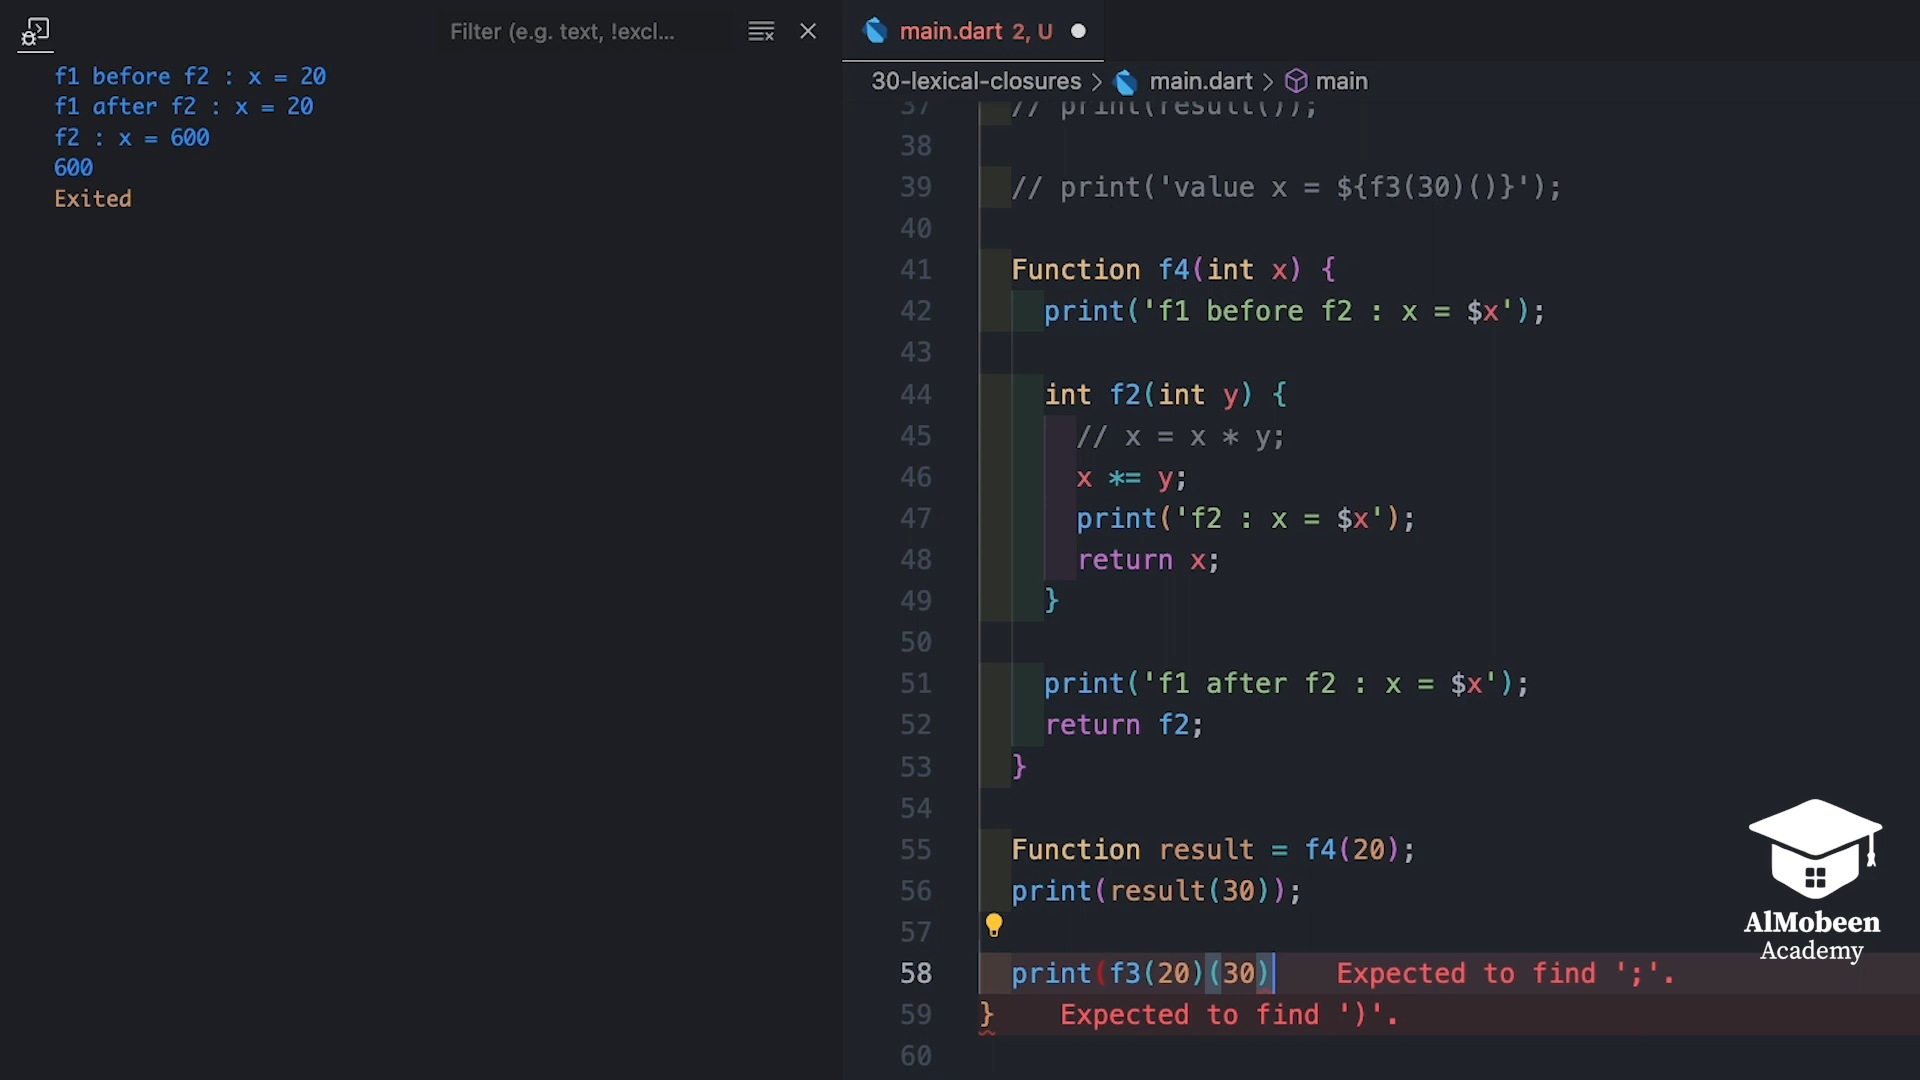 Filter (e.g. text, !excl...
f1 before f2 : x = 20
f1 after f2 : x = 20
f2 : x = 600
600
Exited
main.dart 2, U
30-lexical-closures > main.dart > main
37 // print(result());
38
39 // print('value x = ${f3(30)()}');
40
41 Function f4(int x) {
42 print('f1 before f2 : x = $x');
43
44 int f2(int y) {
45 // x = x * y;
46 x *= y;
47 print('f2 : x = $x');
48 return x;
49 }
50
51 print('f1 after f2 : x = $x');
52 return f2;
53 }
54
55 Function result = f4(20);
56 print(result(30));
57
58 print(f3(20)(30) Expected to find ';'.
59 } Expected to find ')'.
60
AlMobeen
Academy